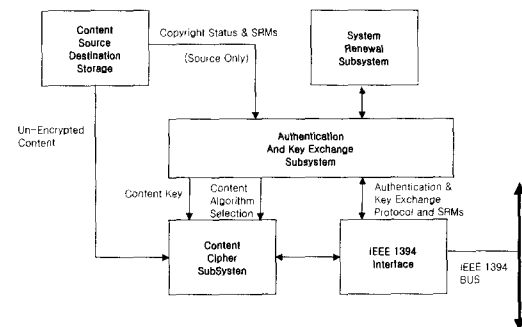 Content
Source
Destination
Storage
Copyright Status & SRMs
(Source Only)
System
Renewal
Subsystem
Un-Encrypted
Content
Authentication
And Key Exchange
Subsystem
Content Key
Content
Algorithm
Selection
Authentication &
Key Exchange
Protocol and SRMs
Content
Cipher
SubSysten
IEEE 1394
Interface
IEEE 1394
BUS